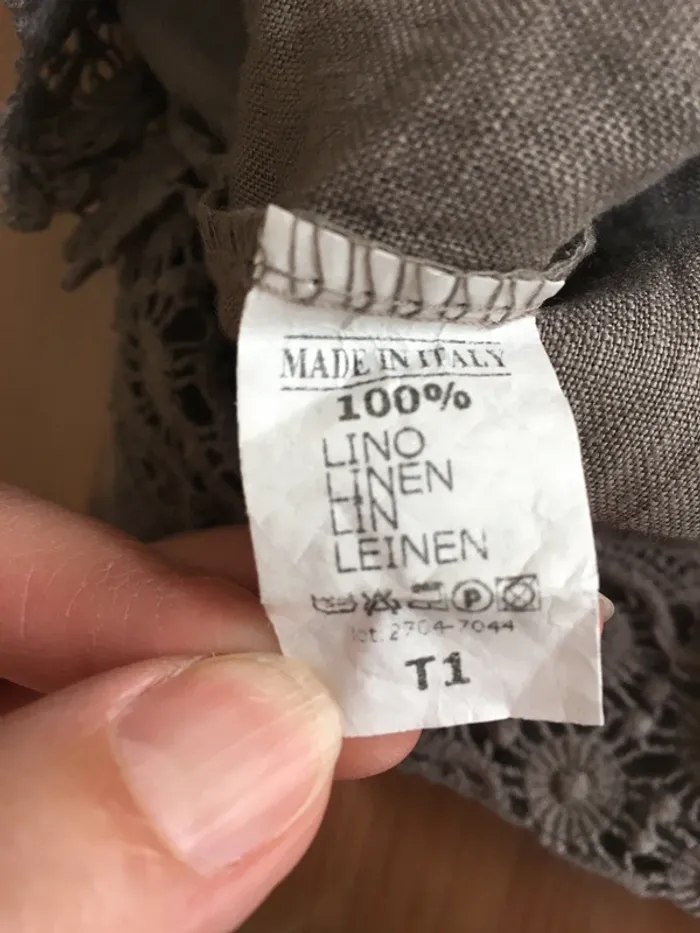 MADE IN ITALY
100%
LINO
LINEN
LIN
LEINEN
P
lot. 2704-7044
T1